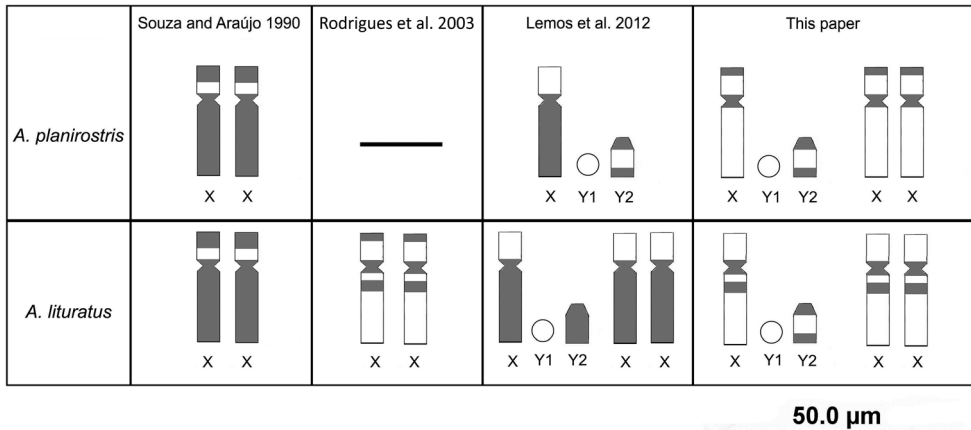 Souza and Araújo 1990 Rodrigues et al. 2003 Lemos et al. 2012 This paper
A. planirostris
X X X Y1 Y2 X Y1 Y2 X X
A. lituratus
X X X X X Y1 Y2 X X X Y1 Y2 X X
50.0 µm